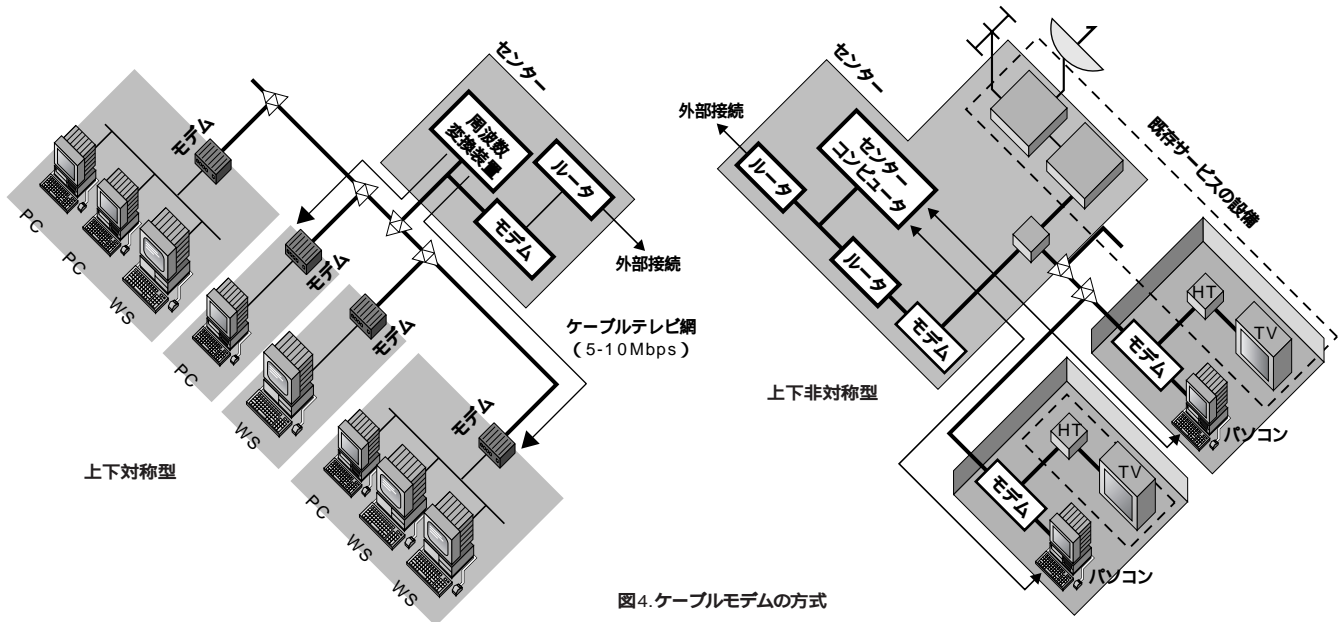 センター
モデム
周波数
変換装量
ルータ
モデム
外部接続
モデム
モデム
モデム
PC
PC
WS
PC
WS
PC
WS
WS
ケーブルテレビ網
(5-10Mbps)
上下対称型
センター
外部接続
ルータ
センター
コンピュータ
ルータ
モデム
既存サービスの設備
HT
TV
モデム
パソコン
HT
TV
モデム
パソコン
上下非対称型
図4.ケーブルモデムの方式